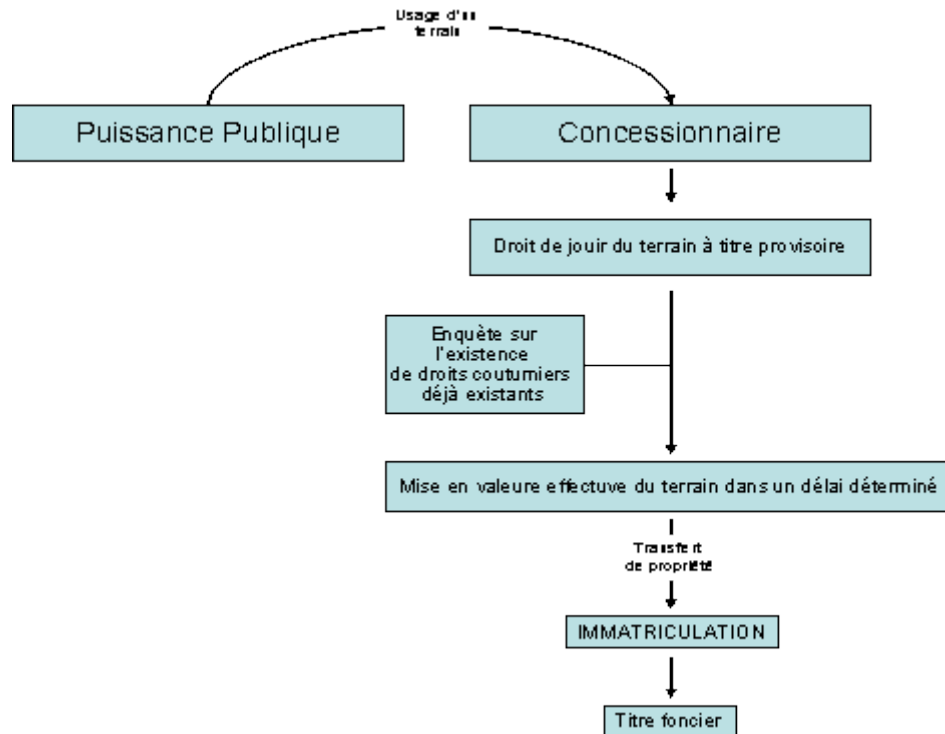 Usage d'un
terrain
Puissance Publique
Concessionnaire
Droit de jouir du terrain à titre provisoire
Enquête sur
l'existence
de droits coutumiers
déjà existants
Mise en valeure effectuve du terrain dans un délai déterminé
Transfert
de propriété
IMMATRICULATION
Titre foncier